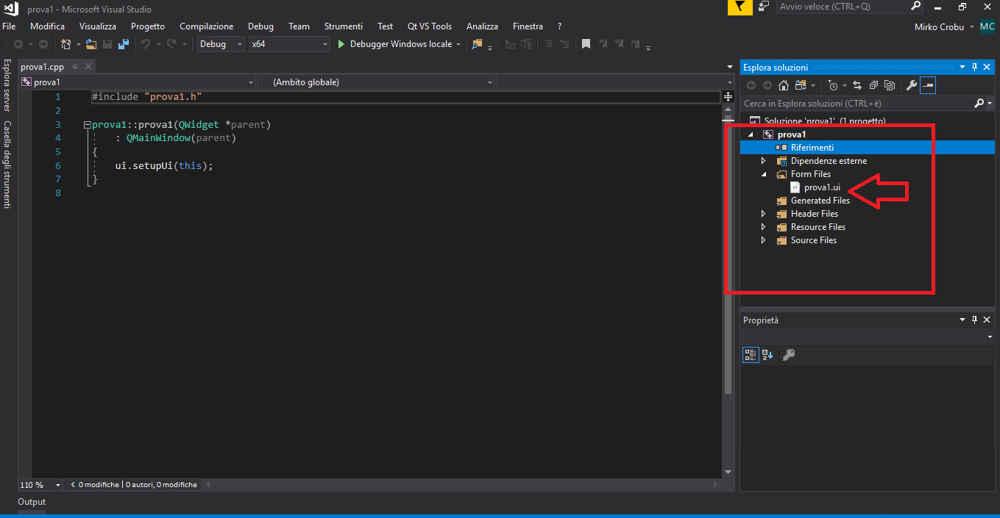 prova1 - Microsoft Visual Studio
Avvio veloce (CTRL+Q)
File Modifica Visualizza Progetto Compilazione Debug Team Strumenti Test Qt VS Tools Analizza Finestra ?
Mirko Crobu MC
Debug x64 Debugger Windows locale
Esplora server
Casella degli strumenti
prova1.cpp
prova1 (Ambito globale)
1 #include "prova1.h"
2
3 prova1::prova1(QWidget *parent)
4 : QMainWindow(parent)
5 {
6 ui.setupUi(this);
7 }
8
110 % 0 modifiche | 0 autori, 0 modifiche
Output
Esplora soluzioni
Cerca in Esplora soluzioni (CTRL+è)
Soluzione 'prova1' (1 progetto)
prova1
Riferimenti
Dipendenze esterne
Form Files
ui prova1.ui
Generated Files
Header Files
Resource Files
Source Files
Proprietà